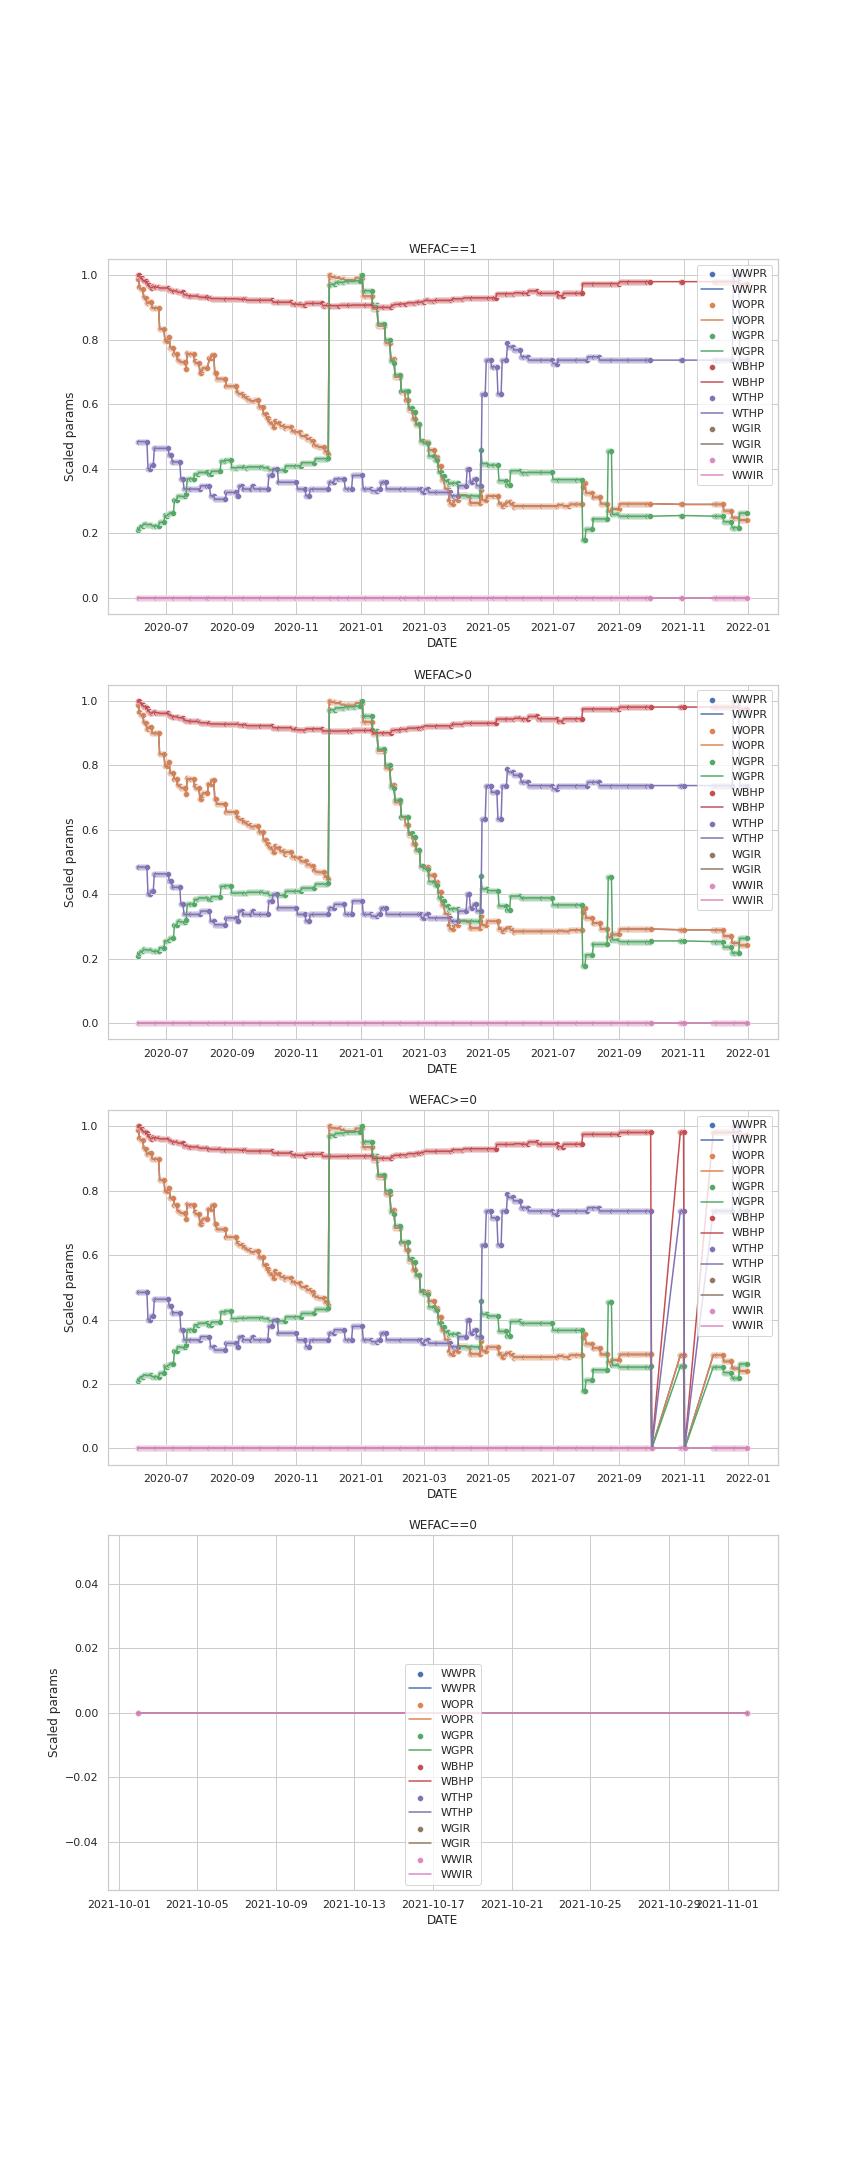 WEFAC==1
1.0
0.8
0.6
0.4
0.2
0.0
Scaled params
WWPR
WWPR
WOPR
WOPR
WGPR
WGPR
WBHP
WBHP
WTHP
WTHP
WGIR
WGIR
WWIR
WWIR
2020-07 2020-09 2020-11 2021-01 2021-03 2021-05 2021-07 2021-09 2021-11 2022-01
DATE
WEFAC>0
1.0
0.8
0.6
0.4
0.2
0.0
Scaled params
WWPR
WWPR
WOPR
WOPR
WGPR
WGPR
WBHP
WBHP
WTHP
WTHP
WGIR
WGIR
WWIR
WWIR
2020-07 2020-09 2020-11 2021-01 2021-03 2021-05 2021-07 2021-09 2021-11 2022-01
DATE
WEFAC>=0
1.0
0.8
0.6
0.4
0.2
0.0
Scaled params
WWPR
WWPR
WOPR
WOPR
WGPR
WGPR
WBHP
WBHP
WTHP
WTHP
WGIR
WGIR
WWIR
WWIR
2020-07 2020-09 2020-11 2021-01 2021-03 2021-05 2021-07 2021-09 2021-11 2022-01
DATE
WEFAC==0
0.04
0.02
0.00
−0.02
−0.04
Scaled params
WWPR
WWPR
WOPR
WOPR
WGPR
WGPR
WBHP
WBHP
WTHP
WTHP
WGIR
WGIR
WWIR
WWIR
2021-10-01 2021-10-05 2021-10-09 2021-10-13 2021-10-17 2021-10-21 2021-10-25 2021-10-29 2021-11-01
DATE